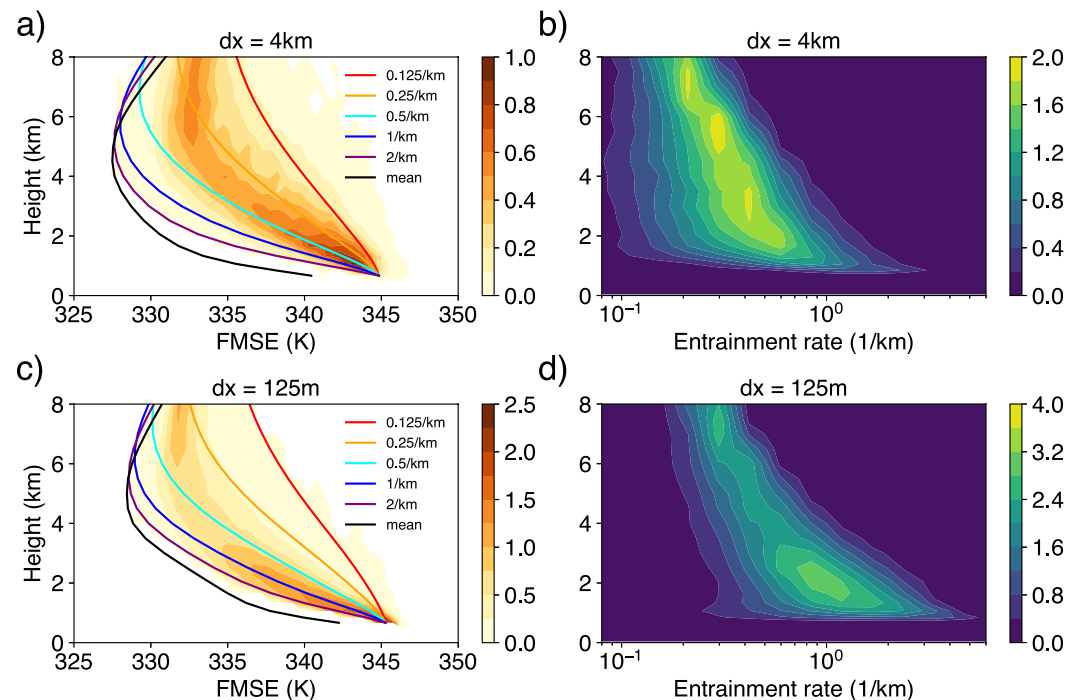 a)
dx = 4km
Height (km)
8
6
4
2
0
325
330
335
340
345
350
FMSE (K)
0.125/km
0.25/km
0.5/km
1/km
2/km
mean
1.0
0.8
0.6
0.4
0.2
0.0
b)
dx = 4km
8
6
4
2
0
10⁻¹
10⁰
Entrainment rate (1/km)
2.0
1.6
1.2
0.8
0.4
0.0
c)
dx = 125m
Height (km)
8
6
4
2
0
325
330
335
340
345
350
FMSE (K)
0.125/km
0.25/km
0.5/km
1/km
2/km
mean
2.5
2.0
1.5
1.0
0.5
0.0
d)
dx = 125m
8
6
4
2
0
10⁻¹
10⁰
Entrainment rate (1/km)
4.0
3.2
2.4
1.6
0.8
0.0